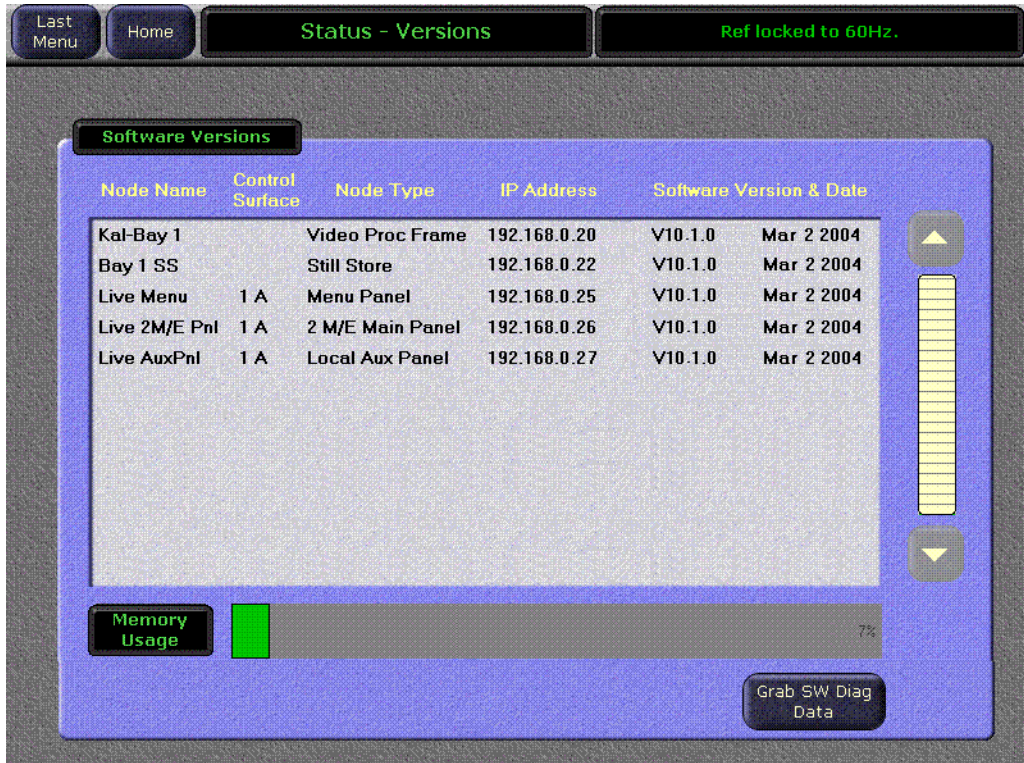 Last Menu Home Status - Versions Ref locked to 60Hz.
Software Versions
Node Name Control Surface Node Type IP Address Software Version & Date
Kal-Bay 1 Video Proc Frame 192.168.0.20 V10.1.0 Mar 2 2004
Bay 1 SS Still Store 192.168.0.22 V10.1.0 Mar 2 2004
Live Menu 1 A Menu Panel 192.168.0.25 V10.1.0 Mar 2 2004
Live 2M/E Pnl 1 A 2 M/E Main Panel 192.168.0.26 V10.1.0 Mar 2 2004
Live AuxPnl 1 A Local Aux Panel 192.168.0.27 V10.1.0 Mar 2 2004
Memory Usage 7%
Grab SW Diag Data